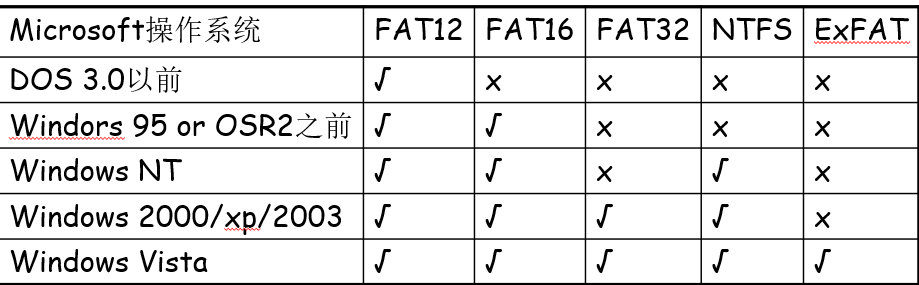 Microsoft操作系统 FAT12 FAT16 FAT32 NTFS ExFAT
DOS 3.0以前 √ x x x x
Windors 95 or OSR2之前 √ √ x x x
Windows NT √ √ x √ x
Windows 2000/xp/2003 √ √ √ √ x
Windows Vista √ √ √ √ √